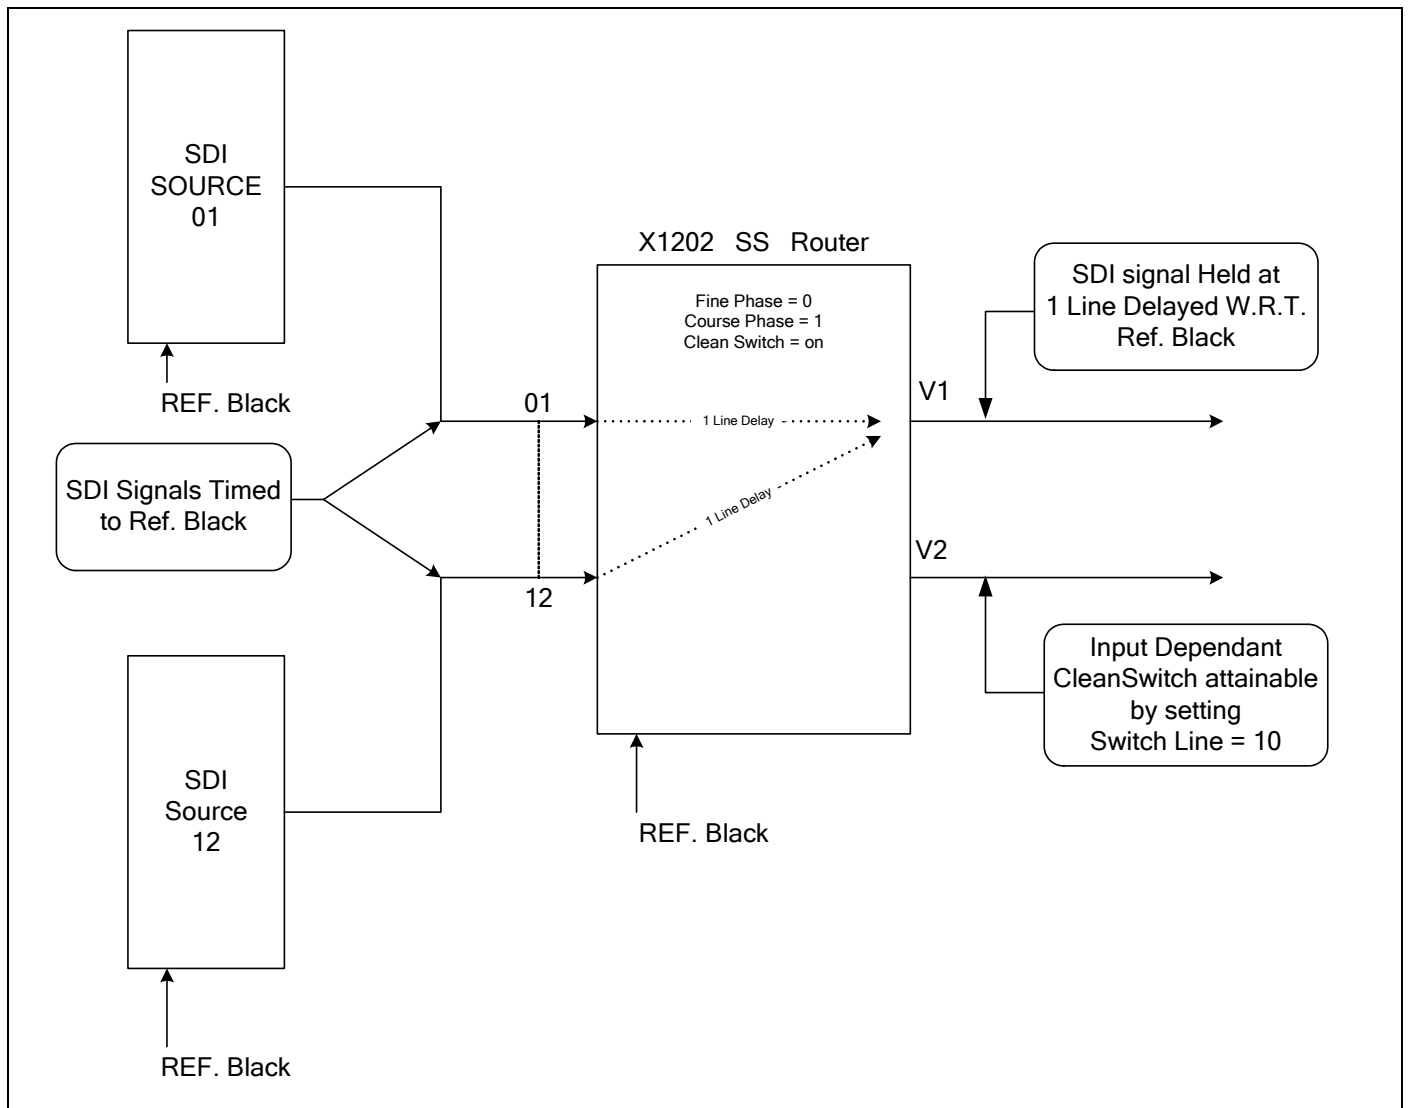 SDI
SOURCE
01
REF. Black
SDI Signals Timed
to Ref. Black
01
12
SDI
Source
12
REF. Black
X1202 SS Router
Fine Phase = 0
Course Phase = 1
Clean Switch = on
1 Line Delay
1 Line Delay
REF. Black
V1
SDI signal Held at
1 Line Delayed W.R.T.
Ref. Black
V2
Input Dependant
CleanSwitch attainable
by setting
Switch Line = 10